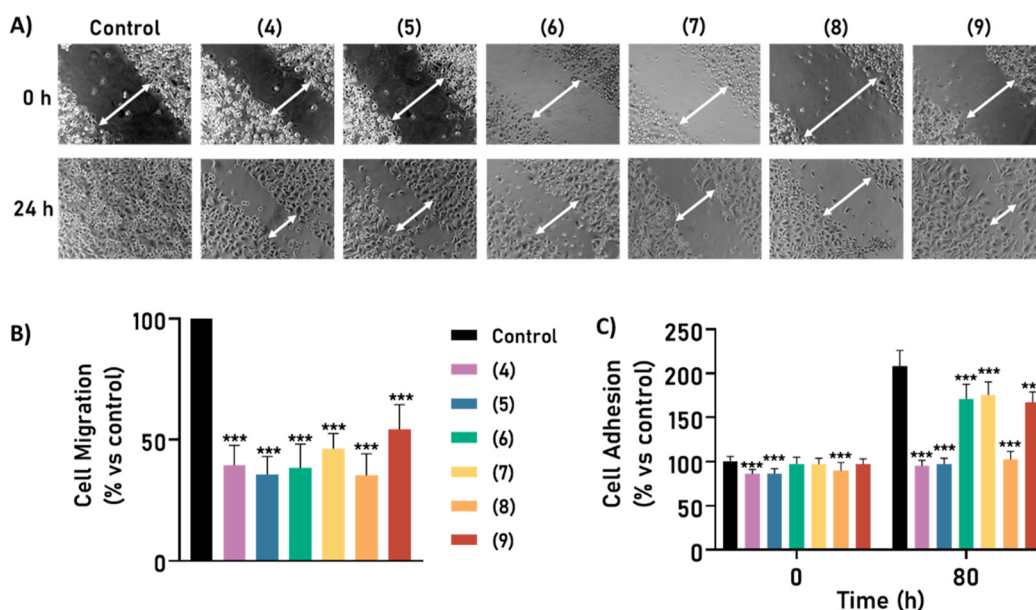 A)
Control (4) (5) (6) (7) (8) (9)
0 h
24 h
B)
Cell Migration
(% vs control)
100
50
0
*** *** *** *** *** ***
Control
(4)
(5)
(6)
(7)
(8)
(9)
C)
Cell Adhesion
(% vs control)
250
200
150
100
50
0
*** *** ***
*** *** *** *** *** **
0 80
Time (h)